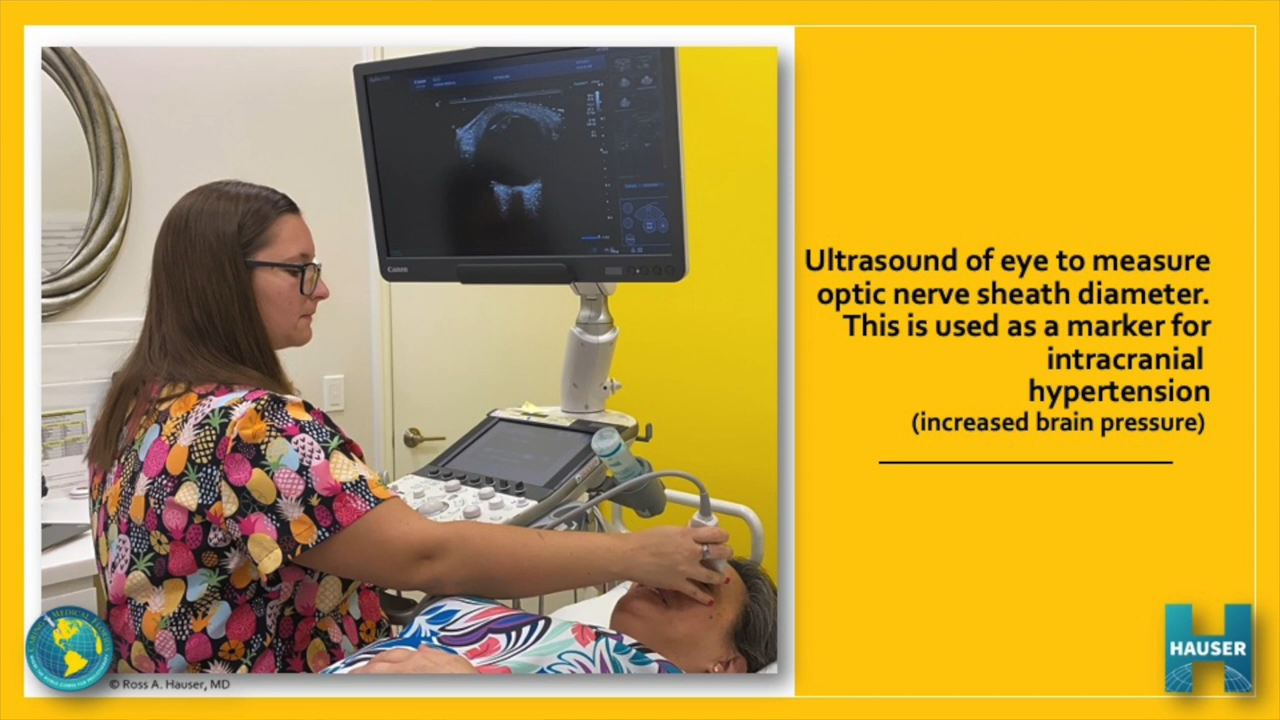 Canon
Ultrasound of eye to measure
optic nerve sheath diameter.
This is used as a marker for
intracranial
hypertension
(increased brain pressure)
HAUSER
© Ross A. Hauser, MD